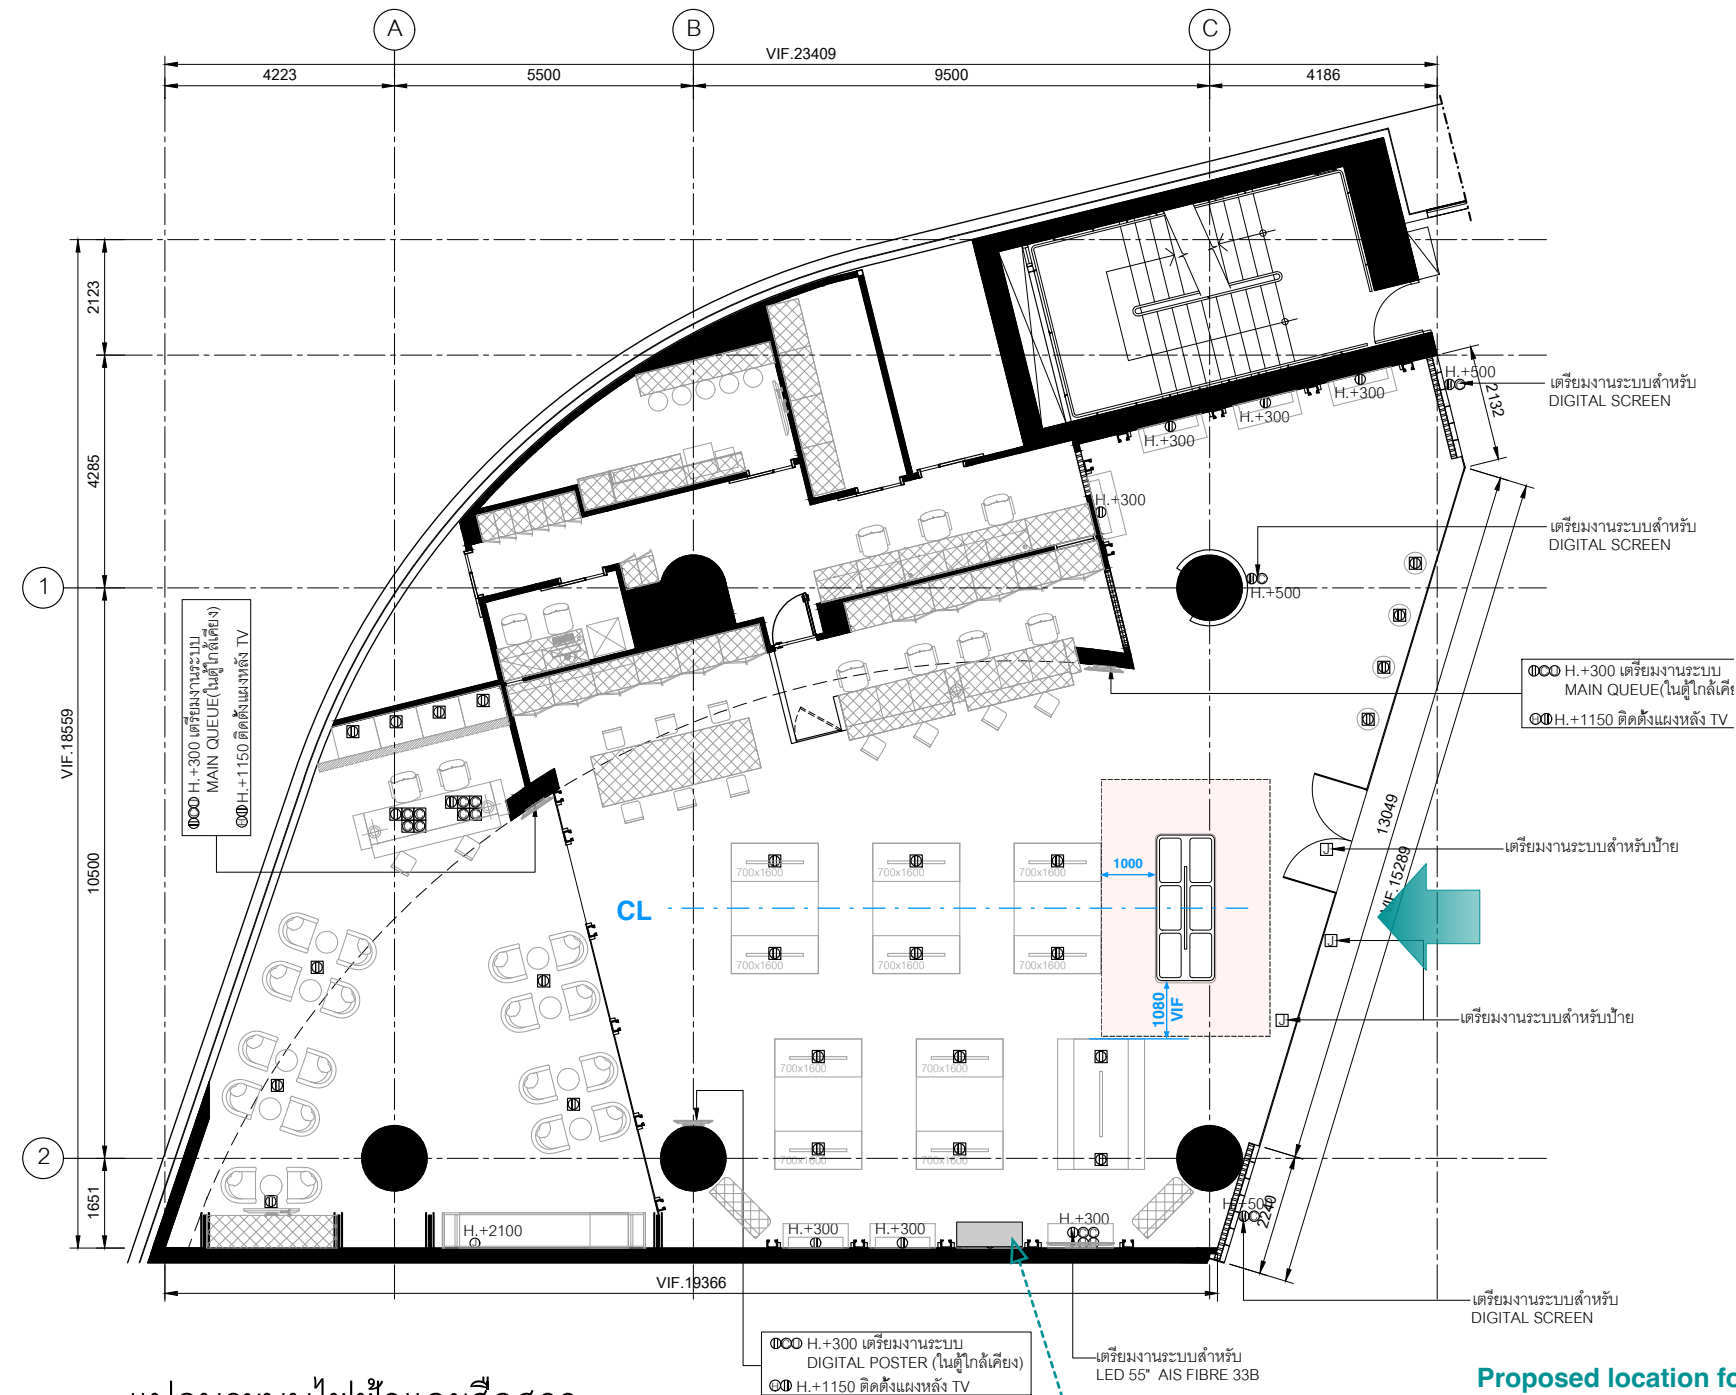 A
B
C
VIF.23409
4223
5500
9500
4186
2123
4285
VIF.18559
10500
1651
1
2
H.+500
2132
เตรียมงานระบบสำหรับ
DIGITAL SCREEN
H.+300
H.+300
H.+300
H.+300
เตรียมงานระบบสำหรับ
DIGITAL SCREEN
H.+500
H.+300 เตรียมงานระบบ
MAIN QUEUE(ในตู้ใกล้เคียง)
H.+1150 ติดตั้งแผงหลัง TV
H.+300 เตรียมงานระบบ
MAIN QUEUE(ในตู้ใกล้เคีย
H.+1150 ติดตั้งแผงหลัง TV
13049
VIF.15289
เตรียมงานระบบสำหรับป้าย
J
J
J
เตรียมงานระบบสำหรับป้าย
700x1600
700x1600
700x1600
1000
CL
700x1600
700x1600
700x1600
1080
VIF
700x1600
700x1600
700x1600
700x1600
H.+2100
H.+300
H.+300
H.+300
H.+500
2240
VIF.19366
เตรียมงานระบบสำหรับ
DIGITAL SCREEN
H.+300 เตรียมงานระบบ
DIGITAL POSTER (ในตู้ใกล้เคียง)
H.+1150 ติดตั้งแผงหลัง TV
เตรียมงานระบบสำหรับ
LED 55" AIS FIBRE 33B
Proposed location fo